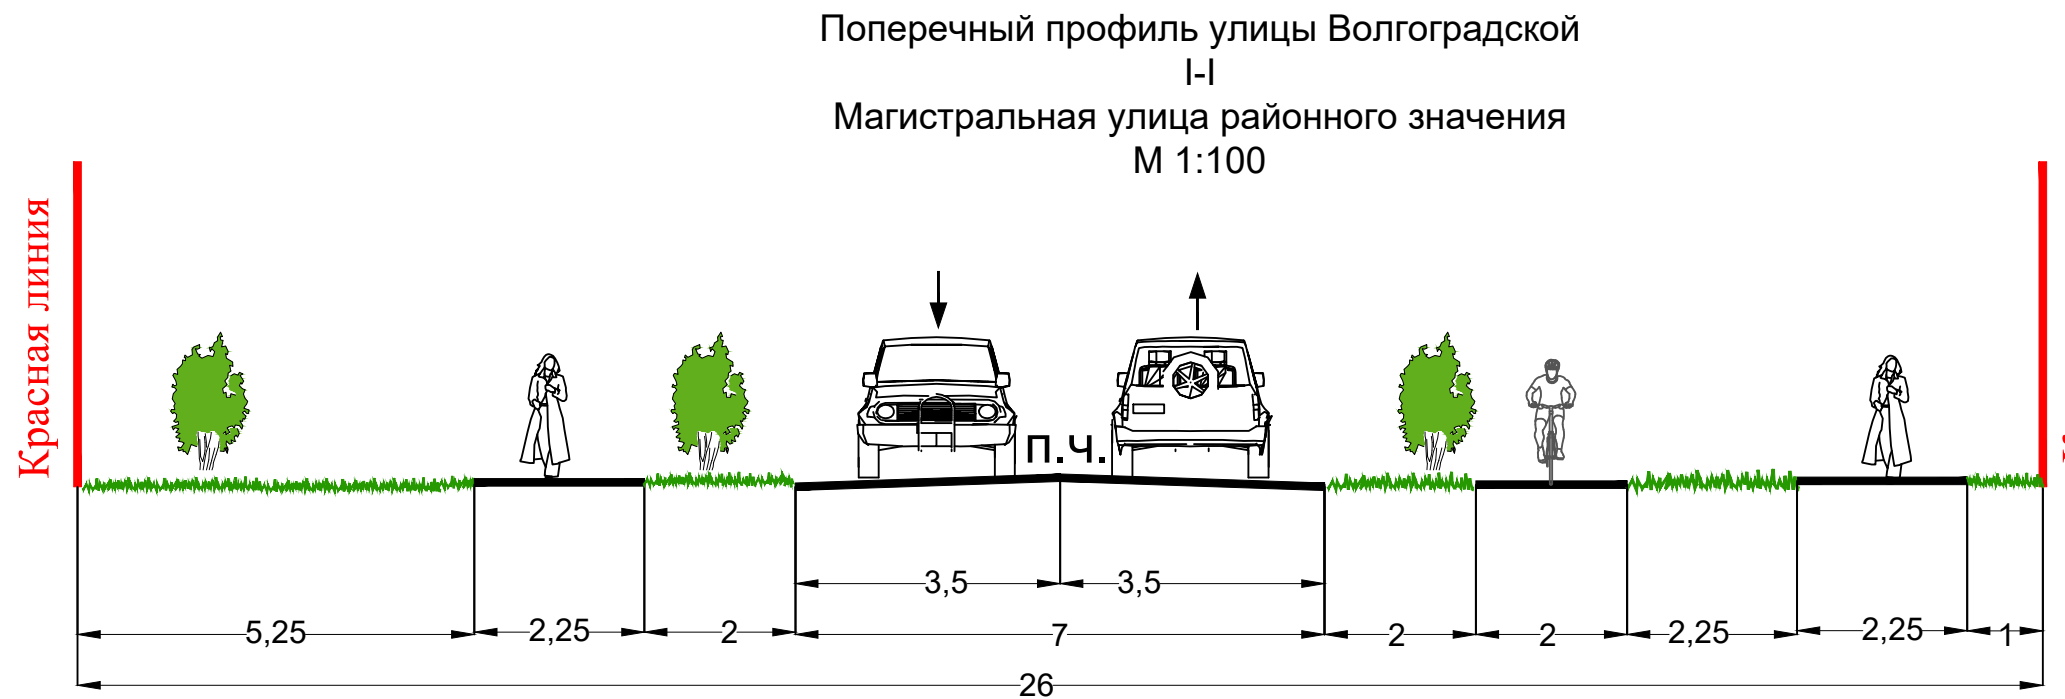 Поперечный профиль улицы Волгоградской
I-I
Магистральная улица районного значения
М 1:100
Красная линия
п.ч.
3,5 3,5
5,25 2,25 2 7 2 2 2,25 2,25 1
26